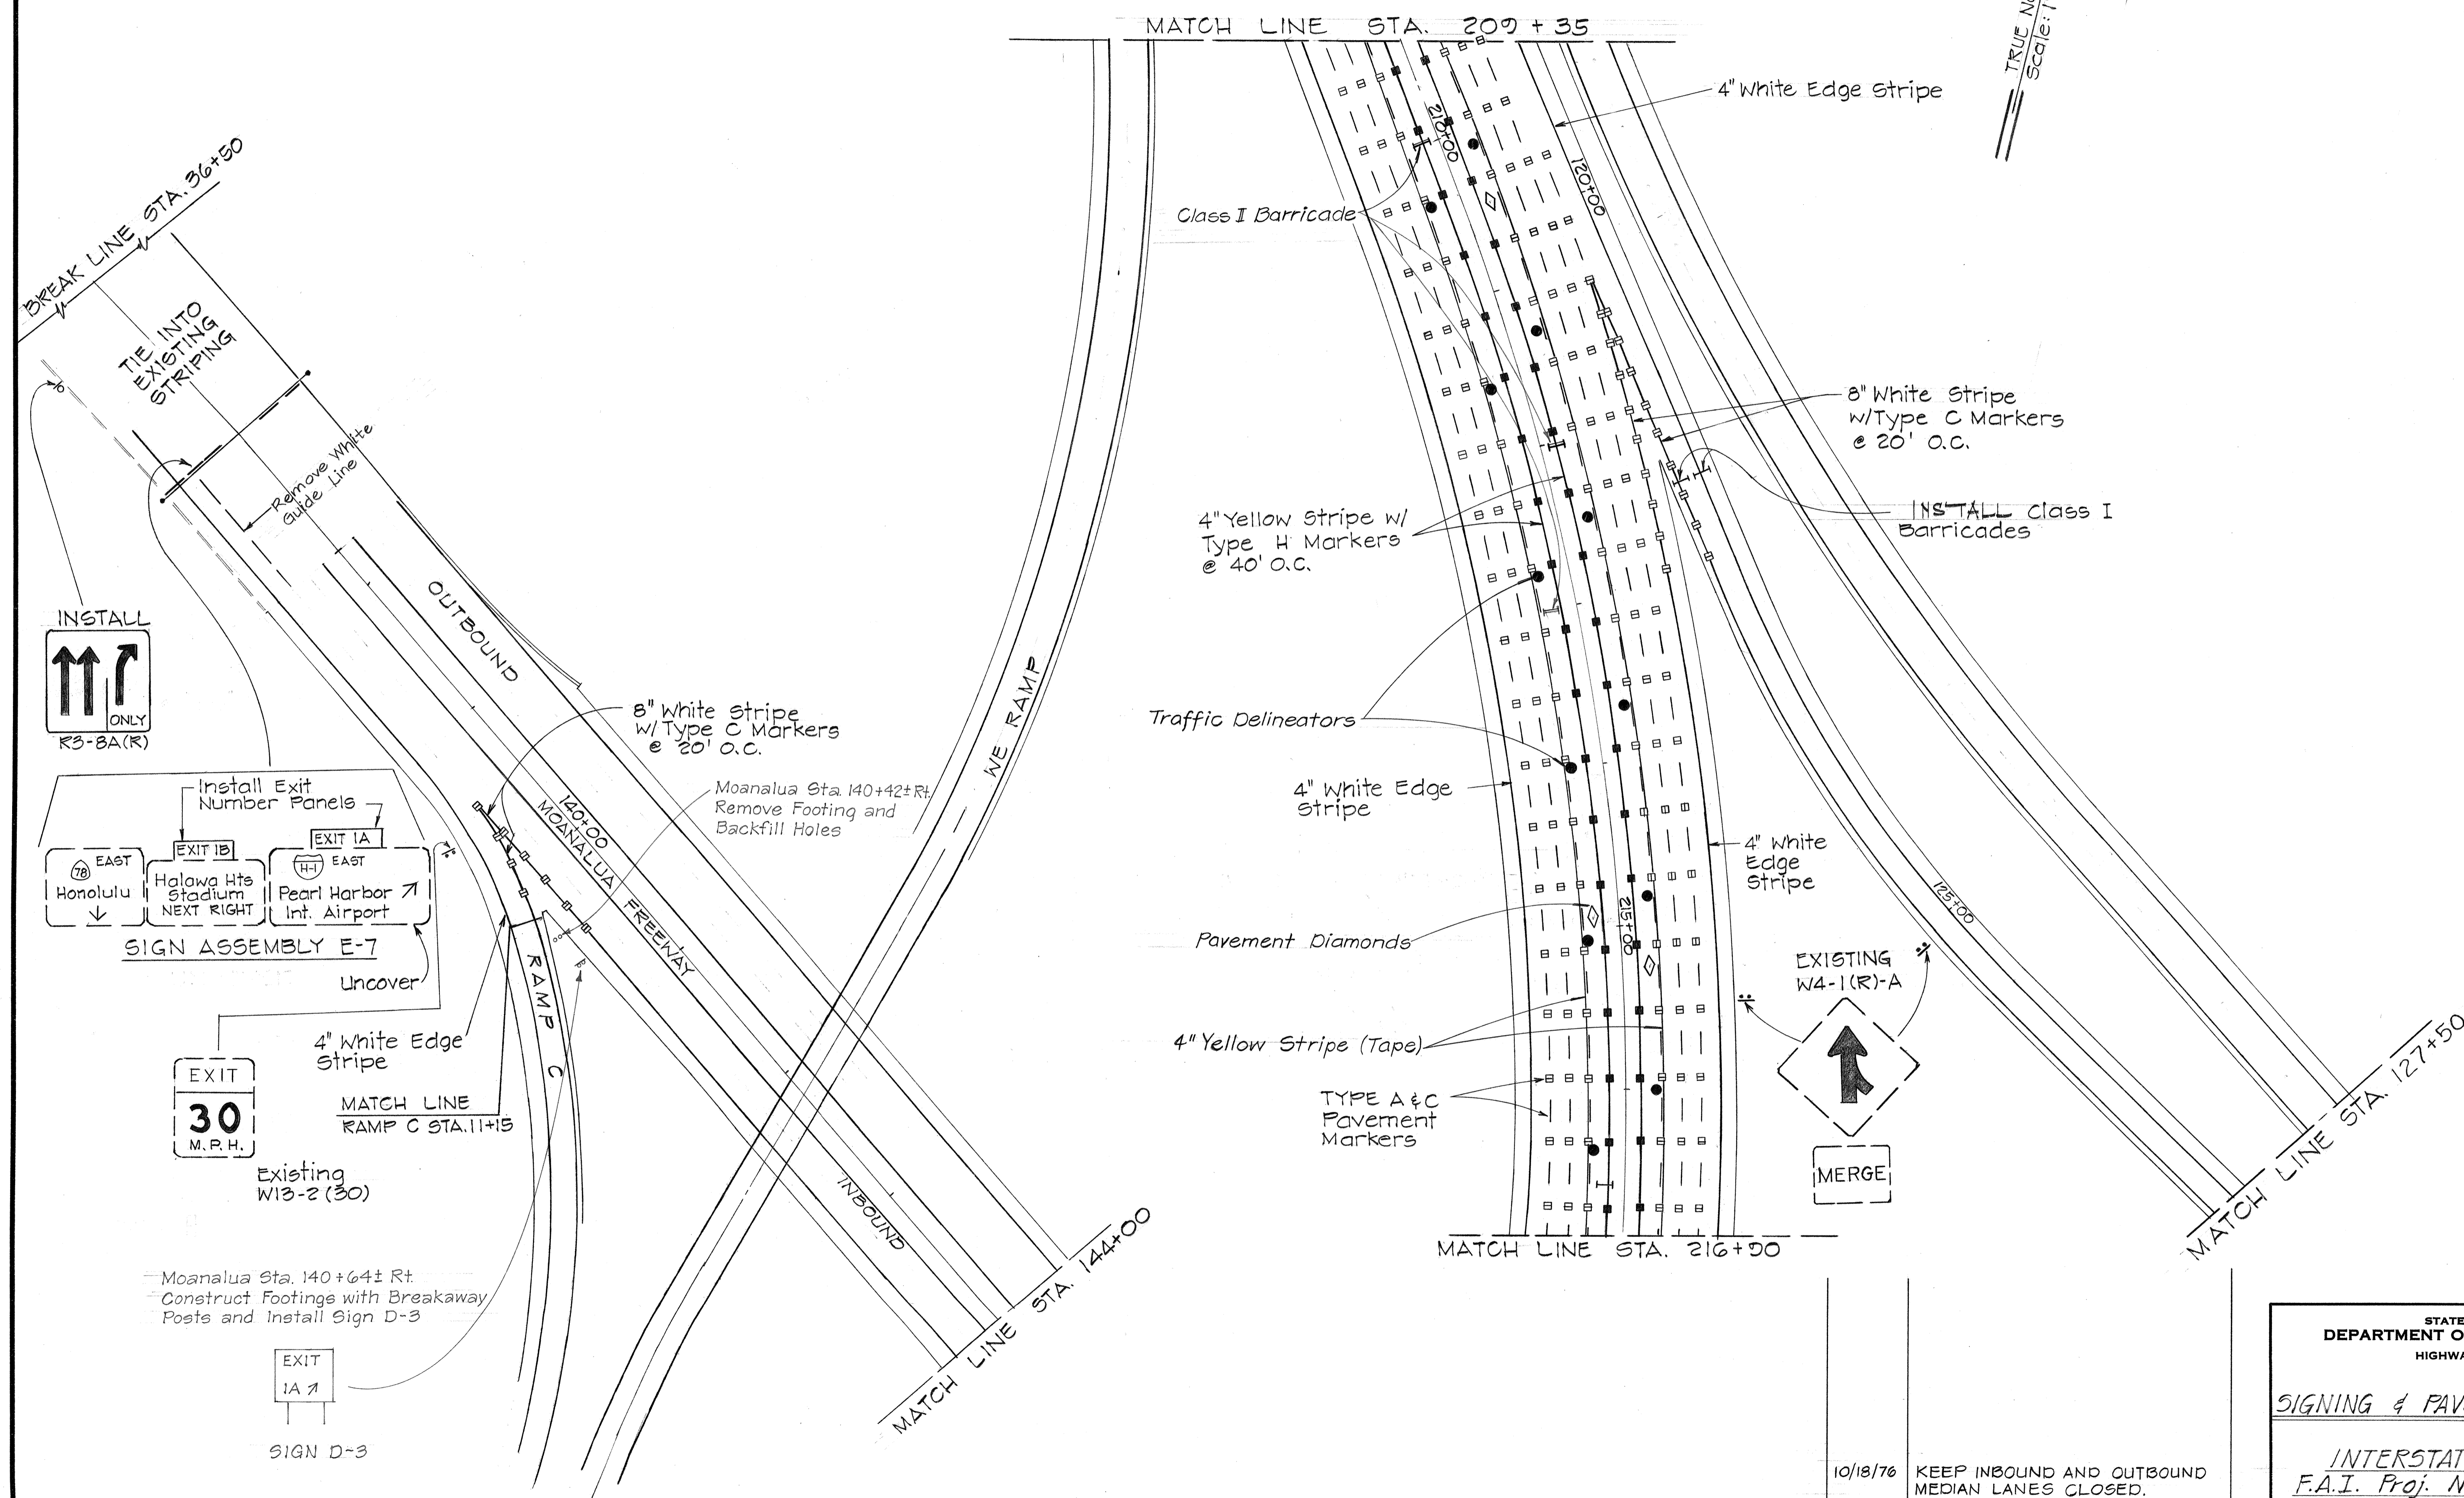 MATCH LINE STA. 209 + 35
TRUE
Scale: 1"
4" White Edge Stripe
210+00
120+00
Class I Barricade
BREAK LINE STA. 36+50
TIE INTO
EXISTING
STRIPING
Remove White
Guide Line
8" White Stripe
w/Type C Markers
@ 20' O.C.
INSTALL Class I
Barricades
4" Yellow Stripe w/
Type H Markers
@ 40' O.C.
OUTBOUND
INSTALL
ONLY
R3-8A(R)
8" White Stripe
w/Type C Markers
@ 20' O.C.
WE RAMP
Traffic Delineators
Moanalua Sta. 140+42± Rt.
Remove Footing and
Backfill Holes
140+00
MOANALUA FREEWAY
4" White Edge
Stripe
Install Exit
Number Panels
EXIT 1B
EXIT 1A
78 EAST
Honolulu
Halawa Hts
Stadium
NEXT RIGHT
H-1 EAST
Pearl Harbor
Int. Airport
SIGN ASSEMBLY E-7
Uncover
4" White
Edge
Stripe
125+00
Pavement Diamonds
215+00
EXISTING
W4-1(R)-A
RAMP C
4" White Edge
Stripe
4" Yellow Stripe (Tape)
EXIT
30
M.P.H.
MATCH LINE
RAMP C STA. 11+15
TYPE A & C
Pavement
Markers
MERGE
Existing
W13-2 (30)
INBOUND
MATCH LINE STA. 127+50
MATCH LINE STA. 144+00
MATCH LINE STA. 216+50
Moanalua Sta. 140+64± Rt.
Construct Footings with Breakaway
Posts and Install Sign D-3
EXIT
1A
SIGN D-3
STATE
DEPARTMENT O
HIGHWA
SIGNING & PAV
INTERSTAT
F.A.I. Proj. N
10/18/76 KEEP INBOUND AND OUTBOUND
MEDIAN LANES CLOSED.